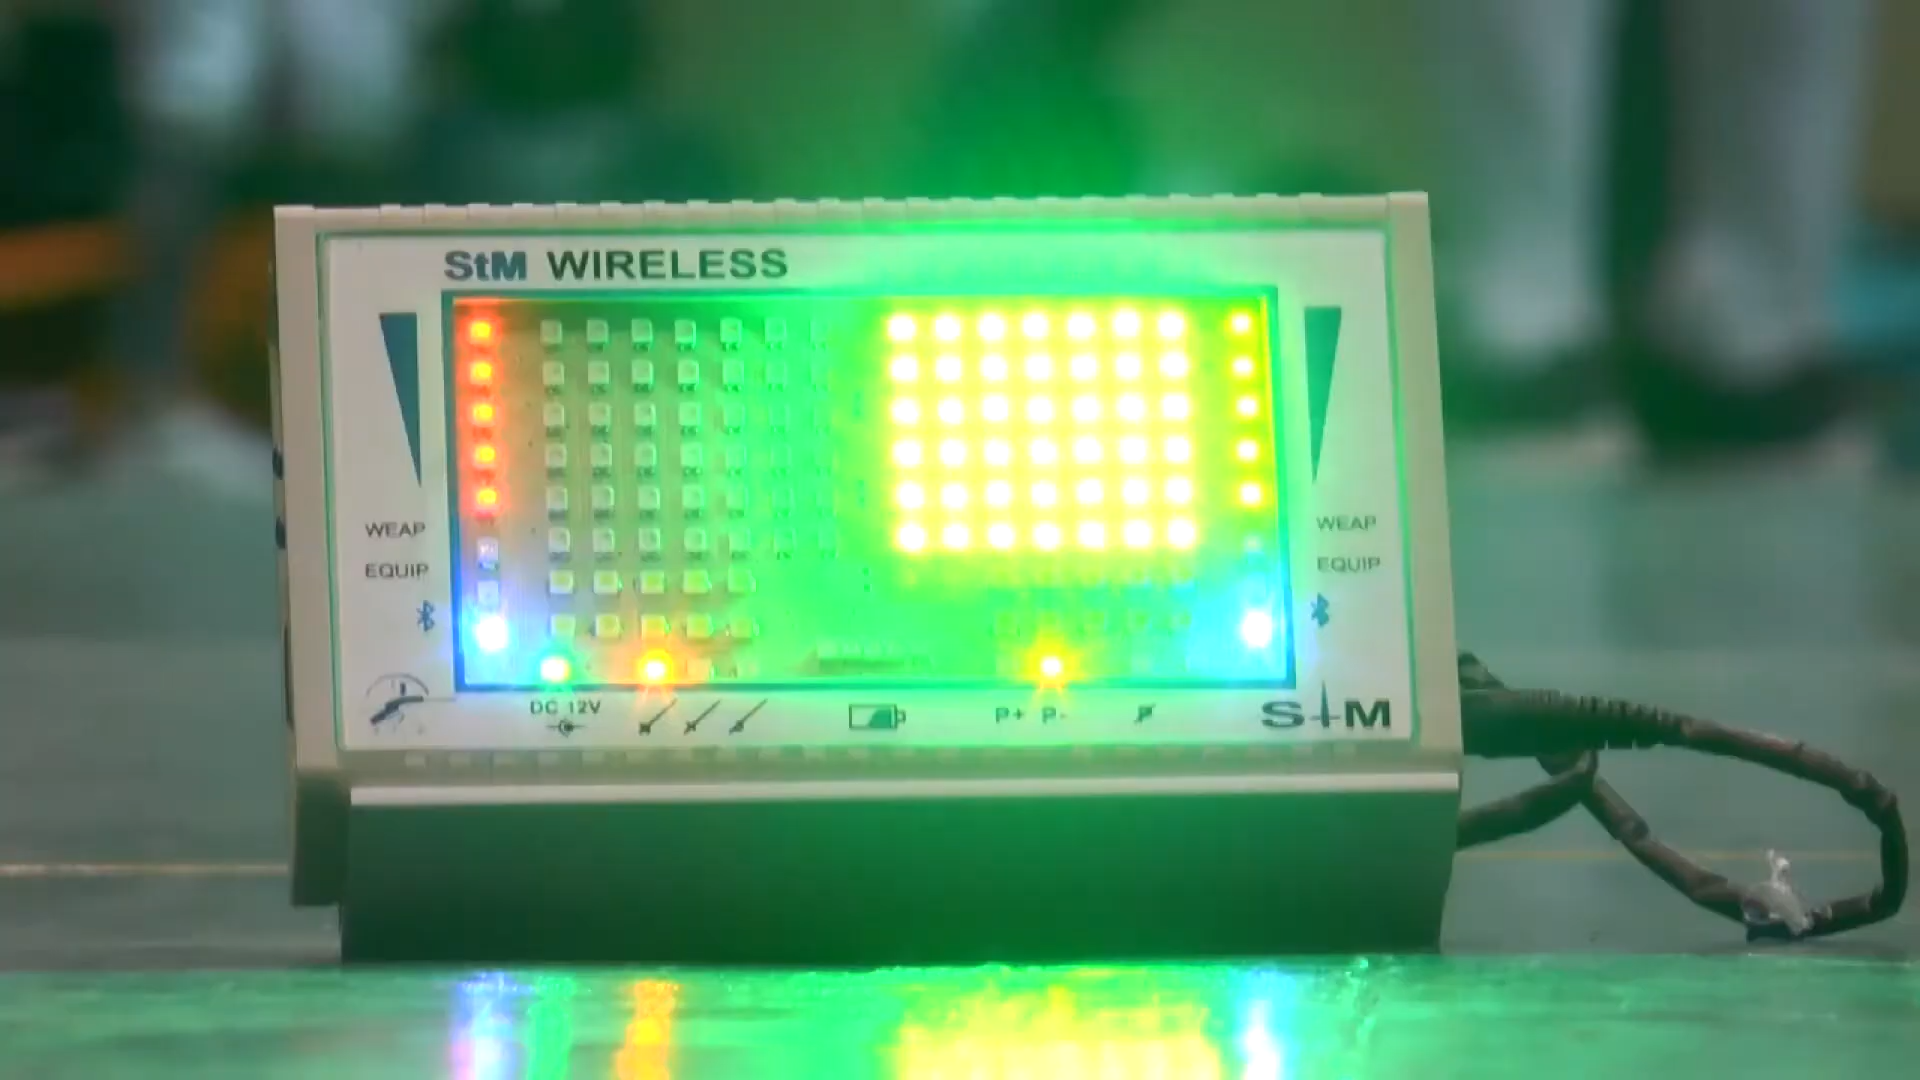 StM WIRELESS
WEAP
EQUIP
WEAP
EQUIP
DC 12V
P+ P-
StM